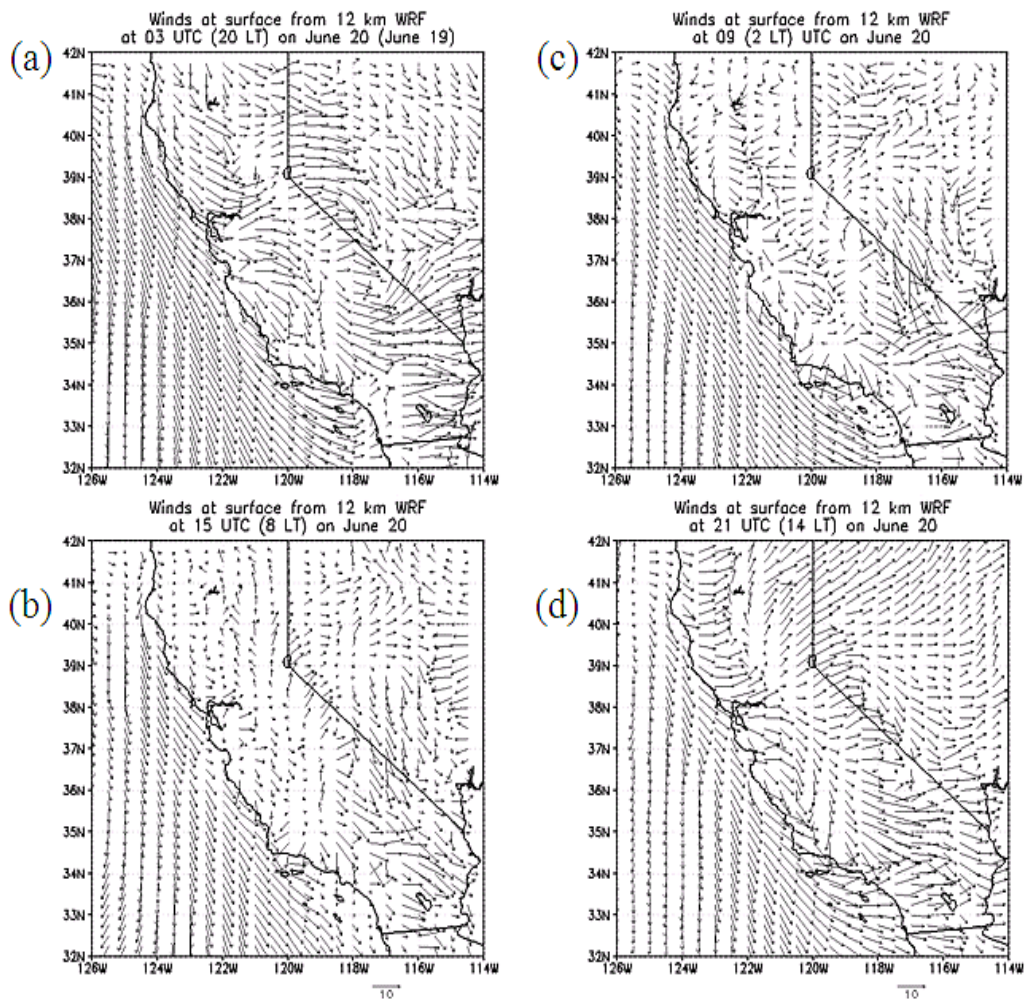 Winds at surface from 12 km WRF
at 03 UTC (20 LT) on June 20 (June 19)
(a)
42N
41N
40N
39N
38N
37N
36N
35N
34N
33N
32N
126W 124W 122W 120W 118W 116W 114W
Winds at surface from 12 km WRF
at 09 (2 LT) UTC on June 20
(c)
42N
41N
40N
39N
38N
37N
36N
35N
34N
33N
32N
126W 124W 122W 120W 118W 116W 114W
Winds at surface from 12 km WRF
at 15 UTC (8 LT) on June 20
(b)
42N
41N
40N
39N
38N
37N
36N
35N
34N
33N
32N
126W 124W 122W 120W 118W 116W 114W
10
Winds at surface from 12 km WRF
at 21 UTC (14 LT) on June 20
(d)
42N
41N
40N
39N
38N
37N
36N
35N
34N
33N
32N
126W 124W 122W 120W 118W 116W 114W
10